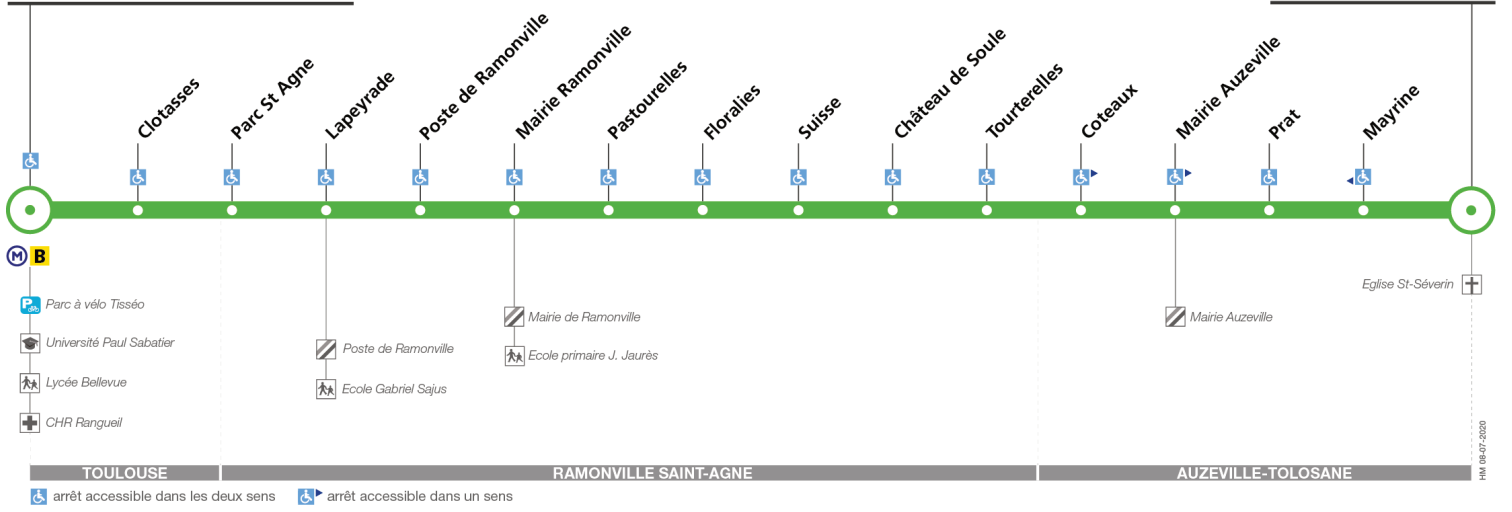 Clotasses
Parc St Agne
Lapeyrade
Poste de Ramonville
Mairie Ramonville
Pastourelles
Floralies
Suisse
Château de Soule
Tourterelles
Coteaux
Mairie Auzeville
Prat
Mayrine
M B
P Parc à vélo Tisséo
Université Paul Sabatier
Lycée Bellevue
CHR Rangueil
Poste de Ramonville
Ecole Gabriel Sajus
Mairie de Ramonville
Ecole primaire J. Jaurès
Mairie Auzeville
Eglise St-Séverin
HM 08-07-2020
TOULOUSE
RAMONVILLE SAINT-AGNE
AUZEVILLE-TOLOSANE
arrêt accessible dans les deux sens
arrêt accessible dans un sens